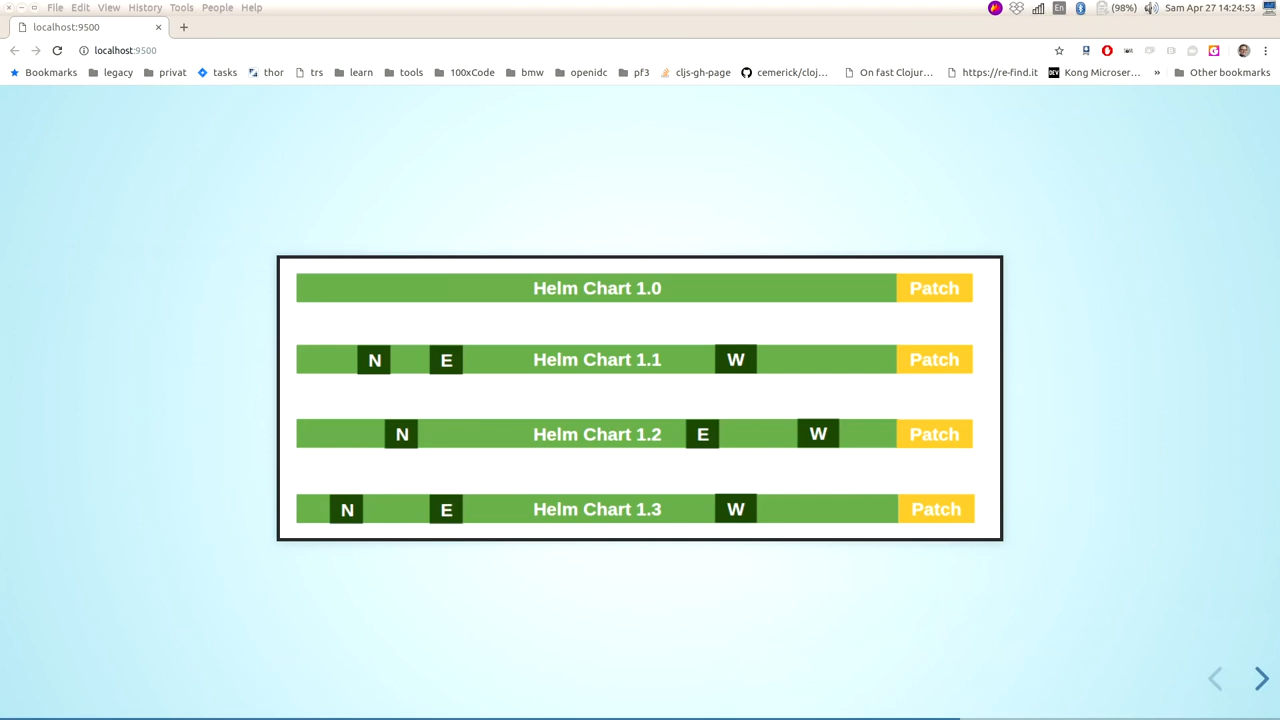 File Edit View History Tools People Help En (98%) Sam Apr 27 14:24:53
localhost:9500
localhost:9500
Bookmarks legacy privat tasks thor trs learn tools 100xCode bmw openidc pf3 cljs-gh-page cemerick/cloj... On fast Clojur... https://re-find.it DEV Kong Microser... » Other bookmarks
Helm Chart 1.0 Patch
N E Helm Chart 1.1 W Patch
N Helm Chart 1.2 E W Patch
N E Helm Chart 1.3 W Patch